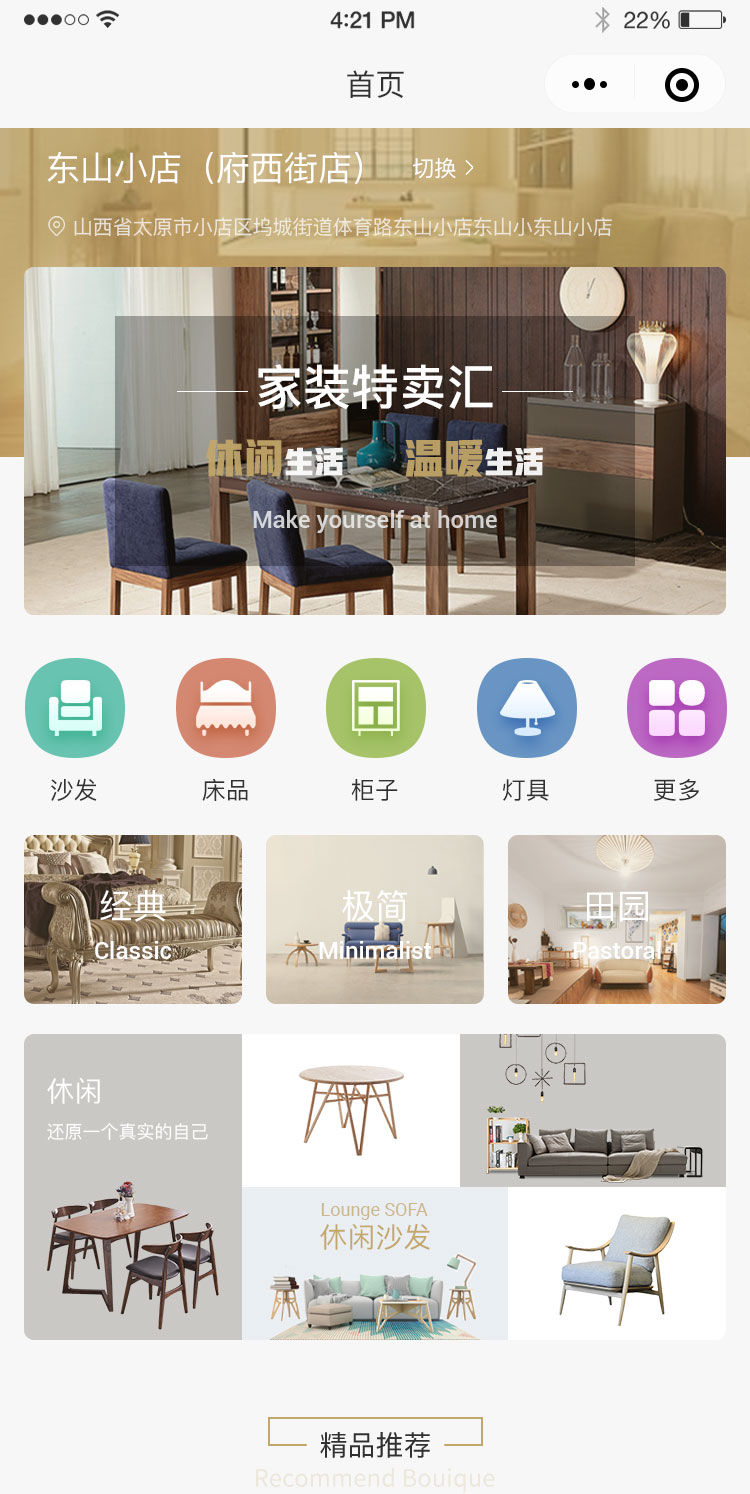 4:21 PM
22%
首页
东山小店（府西街店）
切换
山西省太原市小店区坞城街道体育路东山小店东山小东山小店
家装特卖汇
休闲生活 温暖生活
Make yourself at home
沙发
床品
柜子
灯具
更多
经典
Classic
极简
Minimalist
田园
Pastoral
休闲
还原一个真实的自己
Lounge SOFA
休闲沙发
精品推荐
Recommend Bouique